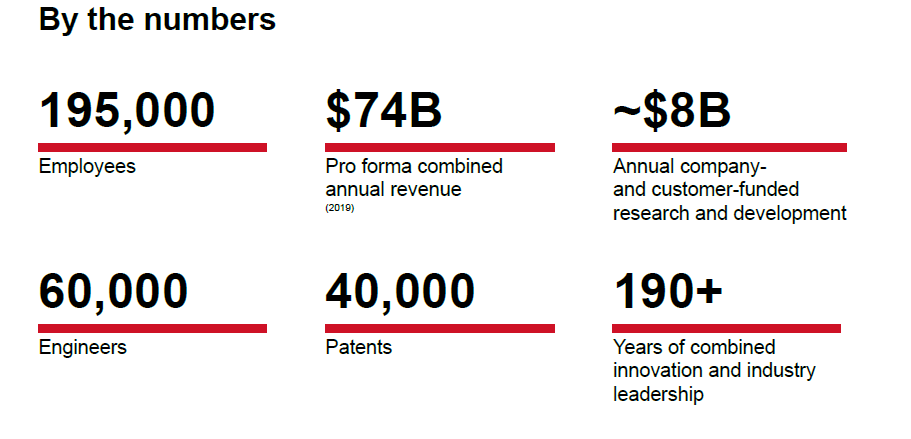 By the numbers
195,000
Employees
$74B
Pro forma combined
annual revenue
(2019)
~$8B
Annual company-
and customer-funded
research and development
60,000
Engineers
40,000
Patents
190+
Years of combined
innovation and industry
leadership